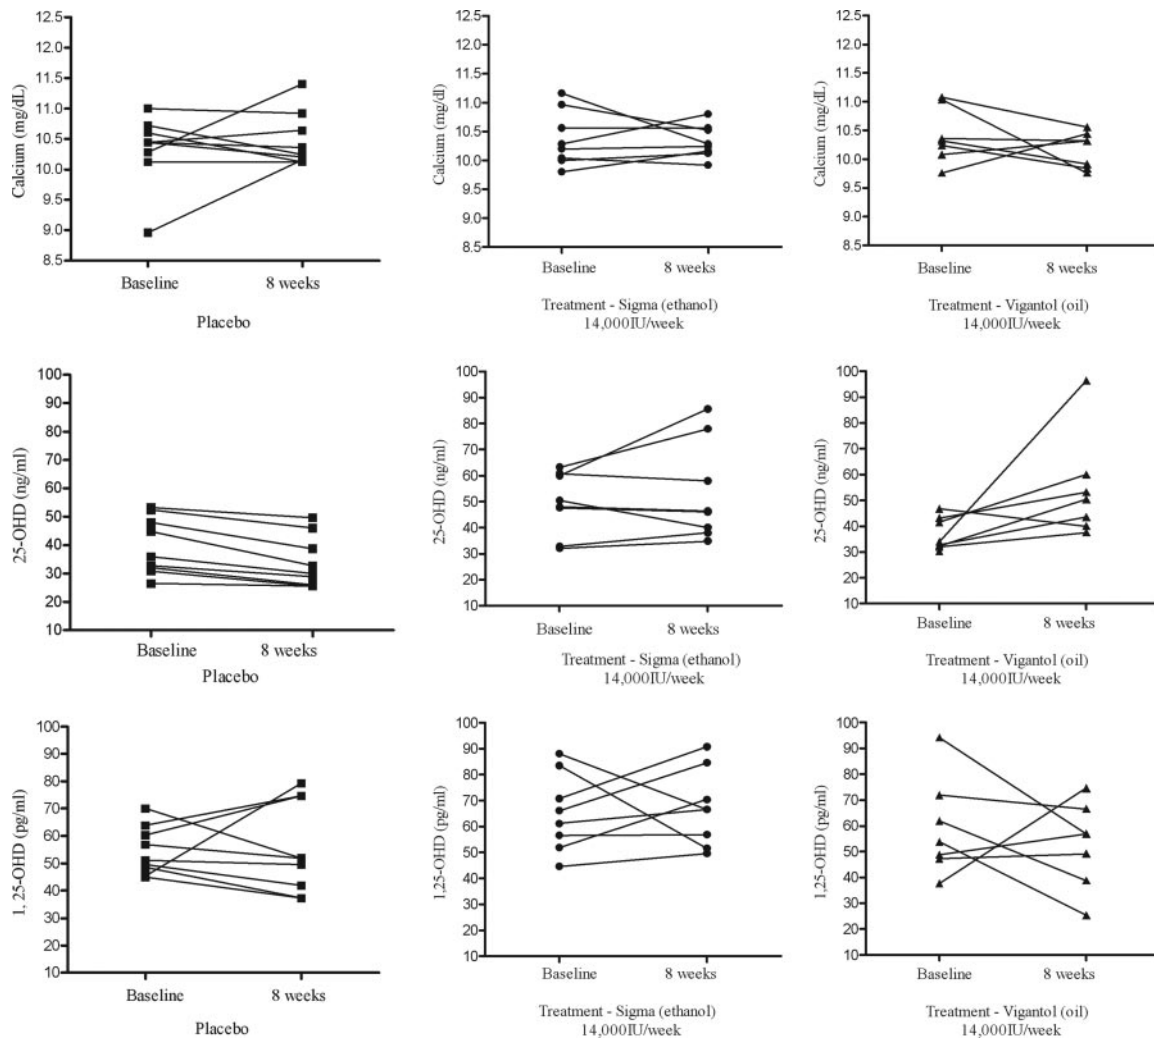 Calcium (mg/dL)
12.5
12.0
11.5
11.0
10.5
10.0
9.5
9.0
8.5
Baseline 8 weeks
Placebo
Calcium (mg/dl)
12.5
12.0
11.5
11.0
10.5
10.0
9.5
9.0
8.5
Baseline 8 weeks
Treatment - Sigma (ethanol)
14,000IU/week
Calcium (mg/dL)
12.5
12.0
11.5
11.0
10.5
10.0
9.5
9.0
8.5
Baseline 8 weeks
Treatment - Vigantol (oil)
14,000IU/week
25-OHD (ng/ml)
100
90
80
70
60
50
40
30
20
10
Baseline 8 weeks
Placebo
25-OHD (ng/ml)
100
90
80
70
60
50
40
30
20
10
Baseline 8 weeks
Treatment - Sigma (ethanol)
14,000IU/week
25-OHD (ng/ml)
100
90
80
70
60
50
40
30
20
10
Baseline 8 weeks
Treatment - Vigantol (oil)
14,000IU/week
1, 25-OHD (pg/ml)
100
90
80
70
60
50
40
30
20
10
Baseline 8 weeks
Placebo
1,25-OHD (pg/ml)
100
90
80
70
60
50
40
30
20
10
Baseline 8 weeks
Treatment - Sigma (ethanol)
14,000IU/week
1,25-OHD (pg/ml)
100
90
80
70
60
50
40
30
20
10
Baseline 8 weeks
Treatment - Vigantol (oil)
14,000IU/week